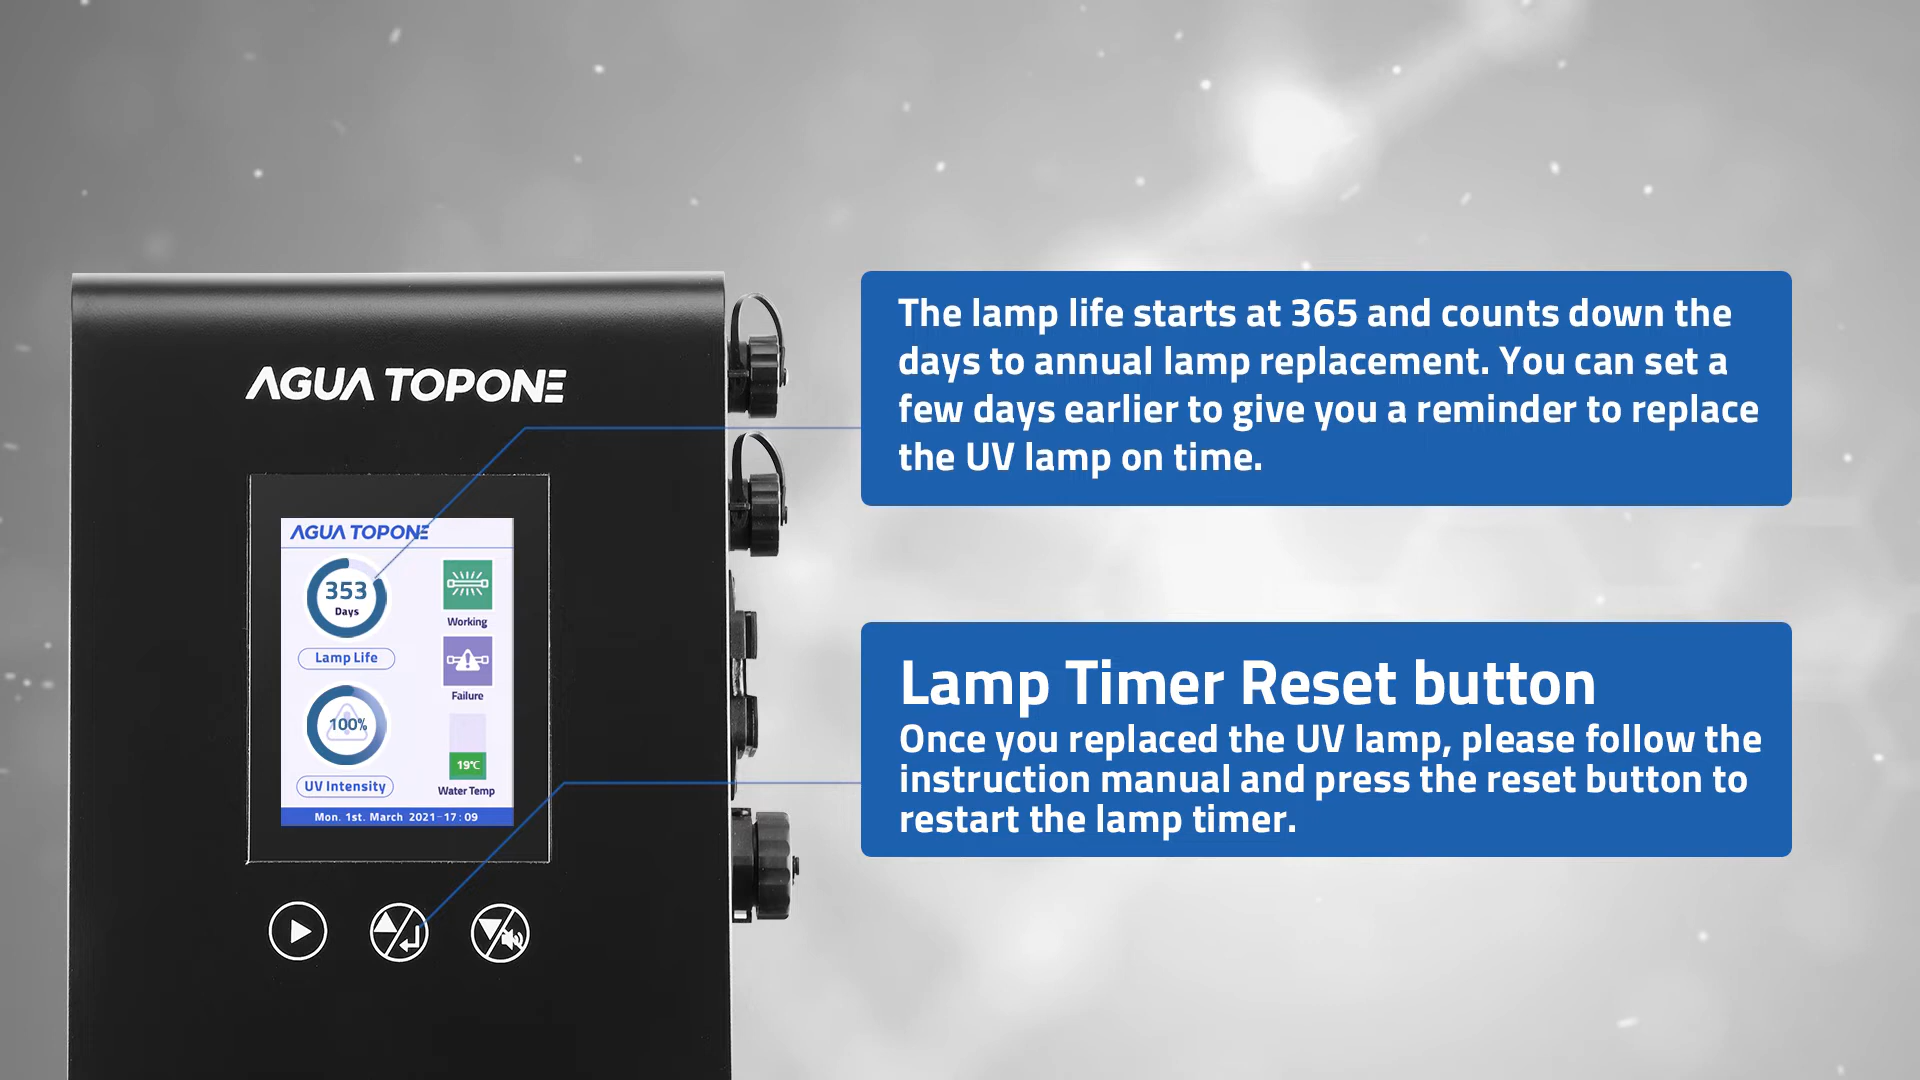 AGUA TOPONE
AGUA TOPONE
353
Days
Lamp Life
100%
UV Intensity
Working
Failure
19℃
Water Temp
Mon. 1st. March 2021-17:09
The lamp life starts at 365 and counts down the
days to annual lamp replacement. You can set a
few days earlier to give you a reminder to replace
the UV lamp on time.
Lamp Timer Reset button
Once you replaced the UV lamp, please follow the
instruction manual and press the reset button to
restart the lamp timer.